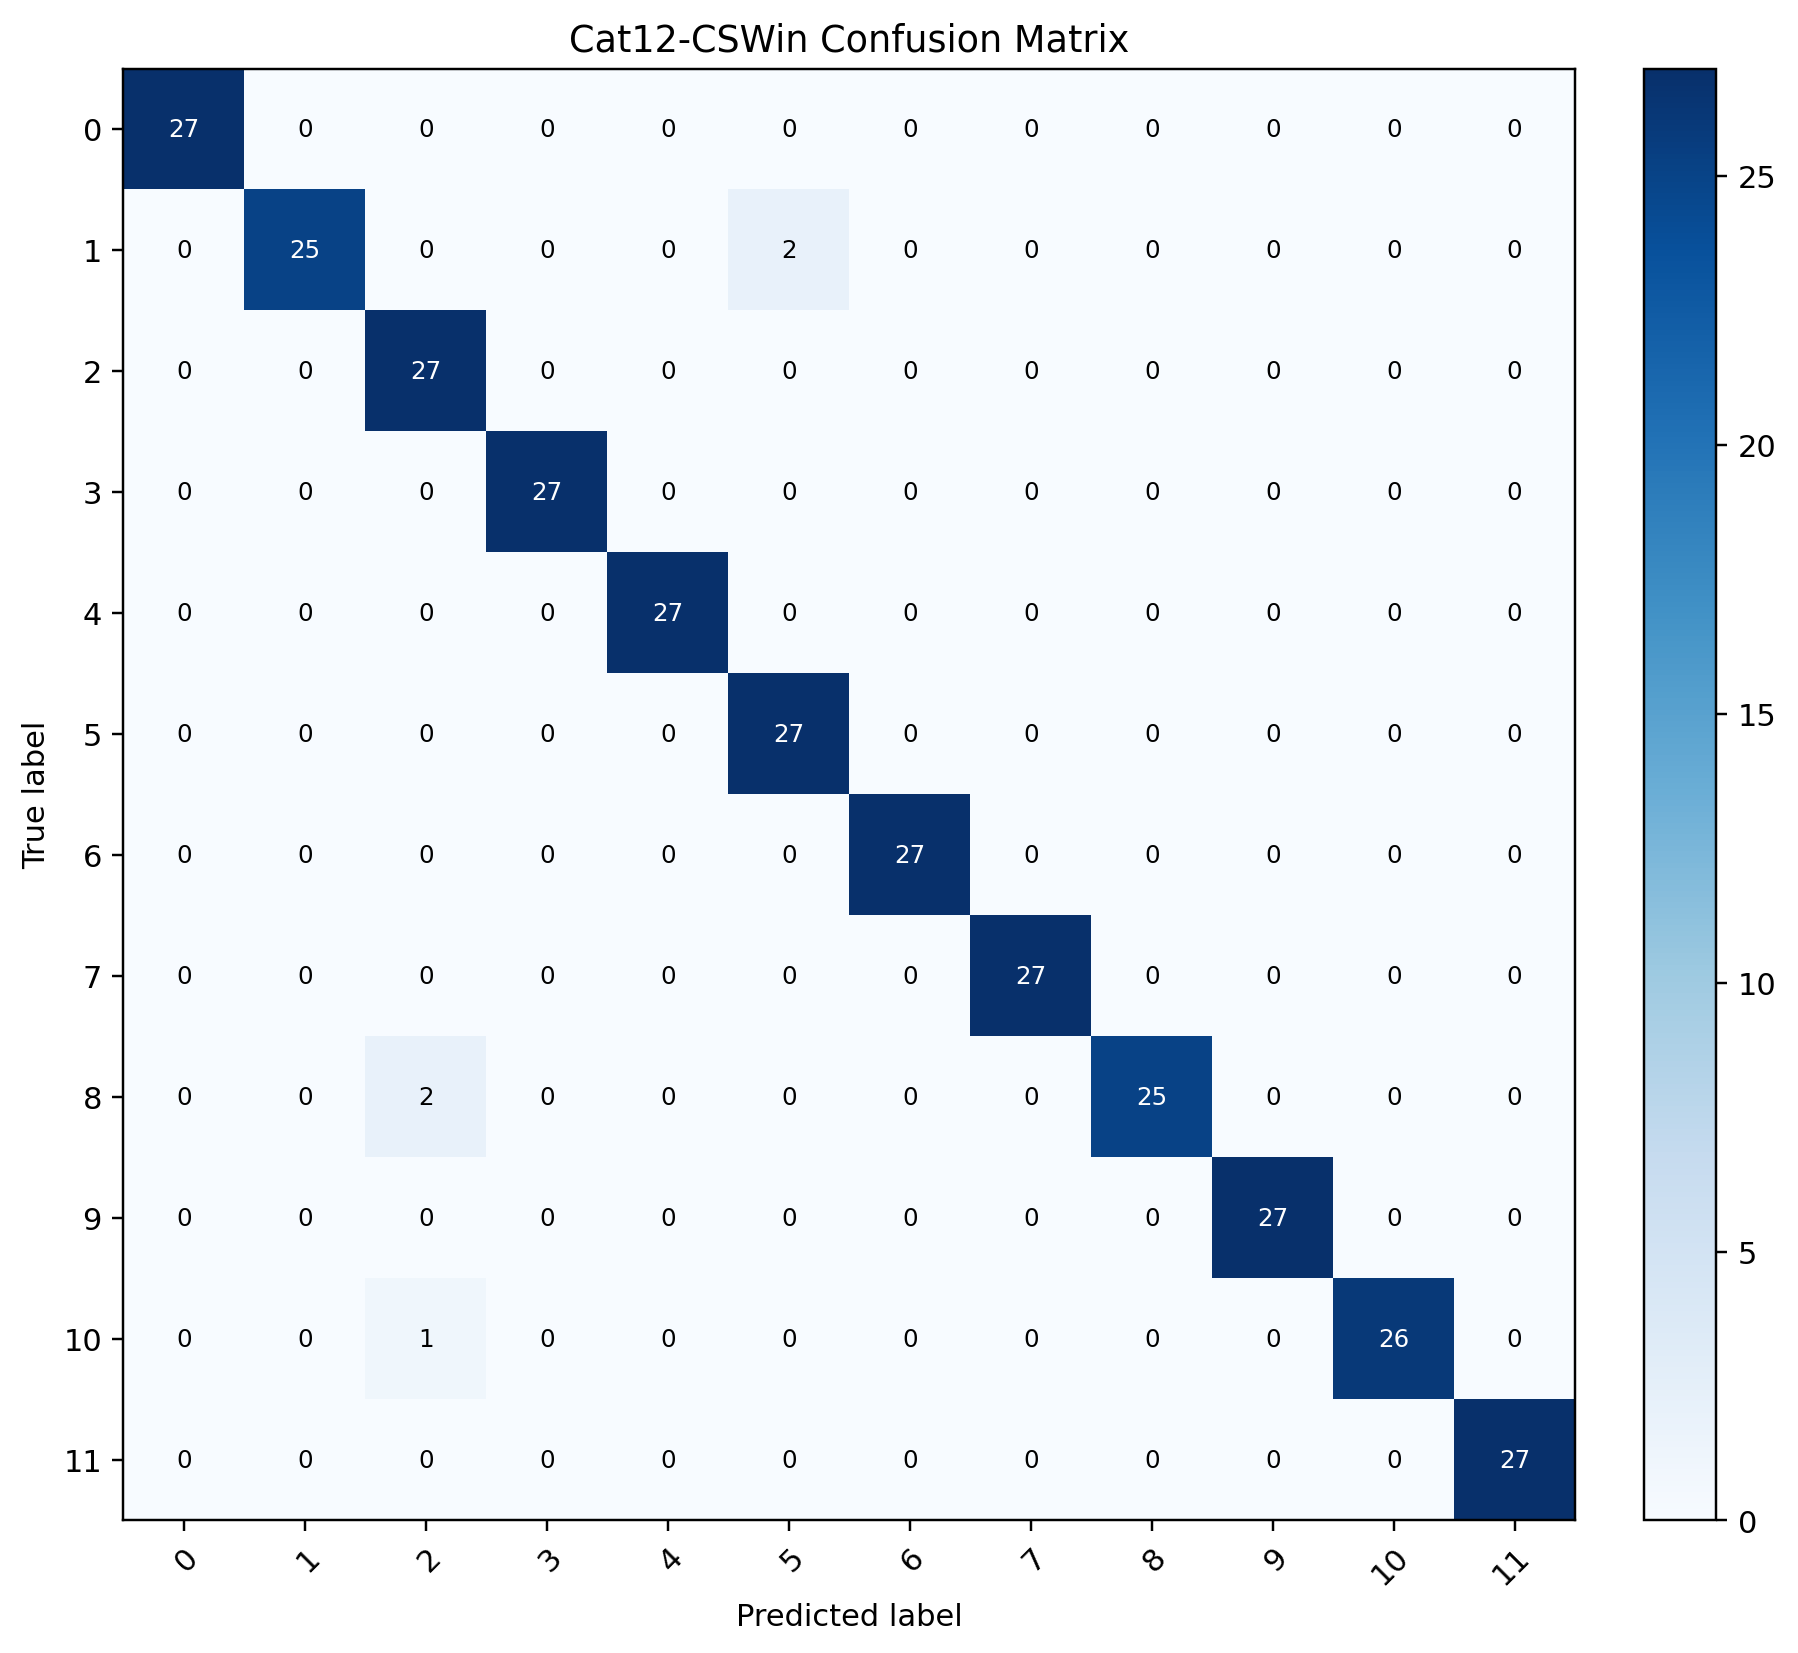 Cat12-CSWin Confusion Matrix
0 27 0 0 0 0 0 0 0 0 0 0 0
1 0 25 0 0 0 2 0 0 0 0 0 0
2 0 0 27 0 0 0 0 0 0 0 0 0
3 0 0 0 27 0 0 0 0 0 0 0 0
4 0 0 0 0 27 0 0 0 0 0 0 0
5 0 0 0 0 0 27 0 0 0 0 0 0
6 0 0 0 0 0 0 27 0 0 0 0 0
7 0 0 0 0 0 0 0 27 0 0 0 0
8 0 0 2 0 0 0 0 0 25 0 0 0
9 0 0 0 0 0 0 0 0 0 27 0 0
10 0 0 1 0 0 0 0 0 0 0 26 0
11 0 0 0 0 0 0 0 0 0 0 0 27
0 1 2 3 4 5 6 7 8 9 10 11
Predicted label
True label
25
20
15
10
5
0